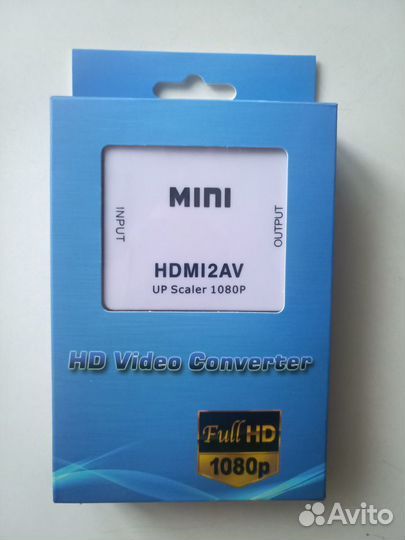 MINI
INPUT
OUTPUT
HDMI2AV
UP Scaler 1080P
HD Video Converter
Full HD
1080p
Avito